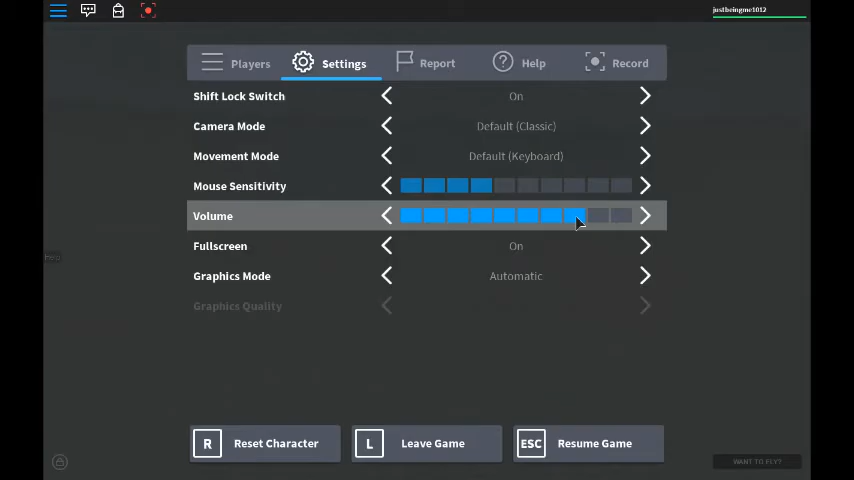 justbeingme1012
Players
Settings
Report
Help
Record
Shift Lock Switch
On
Camera Mode
Default (Classic)
Movement Mode
Default (Keyboard)
Mouse Sensitivity
Volume
Fullscreen
On
Graphics Mode
Automatic
Graphics Quality
Help
R
Reset Character
L
Leave Game
ESC
Resume Game
WANT TO FLY?